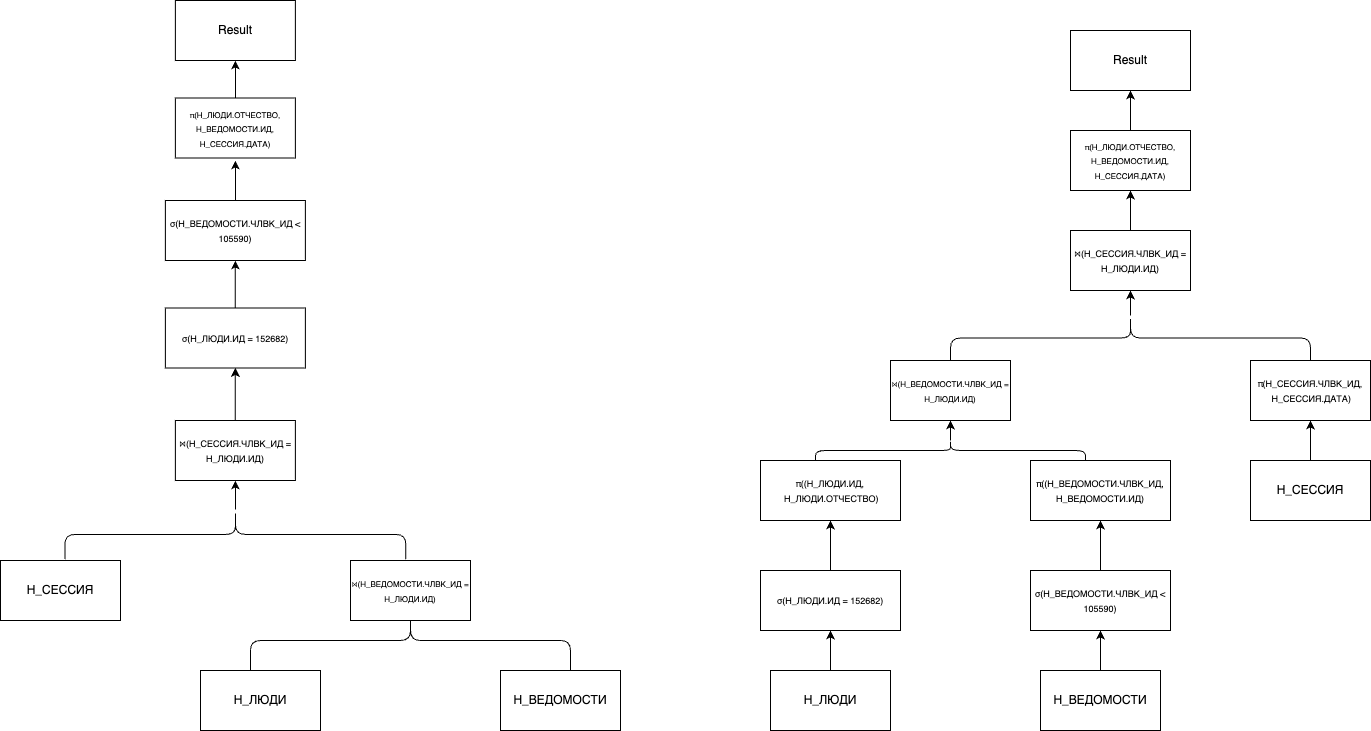 Result
π(Н_ЛЮДИ.ОТЧЕСТВО,
Н_ВЕДОМОСТИ.ИД,
Н_СЕССИЯ.ДАТА)
σ(Н_ВЕДОМОСТИ.ЧЛВК_ИД <
105590)
σ(Н_ЛЮДИ.ИД = 152682)
⋈(Н_СЕССИЯ.ЧЛВК_ИД =
Н_ЛЮДИ.ИД)
Н_СЕССИЯ
⋈(Н_ВЕДОМОСТИ.ЧЛВК_ИД =
Н_ЛЮДИ.ИД)
Н_ЛЮДИ
Н_ВЕДОМОСТИ
Result
π(Н_ЛЮДИ.ОТЧЕСТВО,
Н_ВЕДОМОСТИ.ИД,
Н_СЕССИЯ.ДАТА)
⋈(Н_СЕССИЯ.ЧЛВК_ИД =
Н_ЛЮДИ.ИД)
⋈(Н_ВЕДОМОСТИ.ЧЛВК_ИД =
Н_ЛЮДИ.ИД)
π(Н_СЕССИЯ.ЧЛВК_ИД,
Н_СЕССИЯ.ДАТА)
π((Н_ЛЮДИ.ИД,
Н_ЛЮДИ.ОТЧЕСТВО)
π((Н_ВЕДОМОСТИ.ЧЛВК_ИД,
Н_ВЕДОМОСТИ.ИД)
Н_СЕССИЯ
σ(Н_ЛЮДИ.ИД = 152682)
σ(Н_ВЕДОМОСТИ.ЧЛВК_ИД <
105590)
Н_ЛЮДИ
Н_ВЕДОМОСТИ